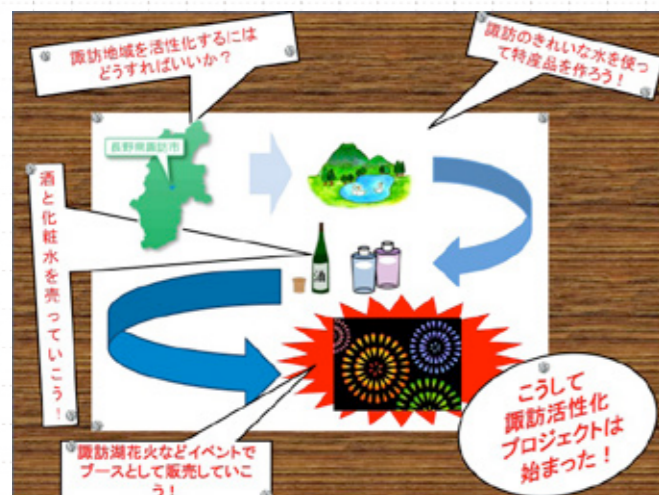 諏訪地域を活性化するには
どうすればいいか？
諏訪のきれいな水を使っ
て特産品を作ろう！
長野県諏訪市
酒と化粧水を売っていこう！
酒
諏訪湖花火などイベントで
ブースとして販売していこ
う！
こうして
諏訪活性化
プロジェクトは
始まった！